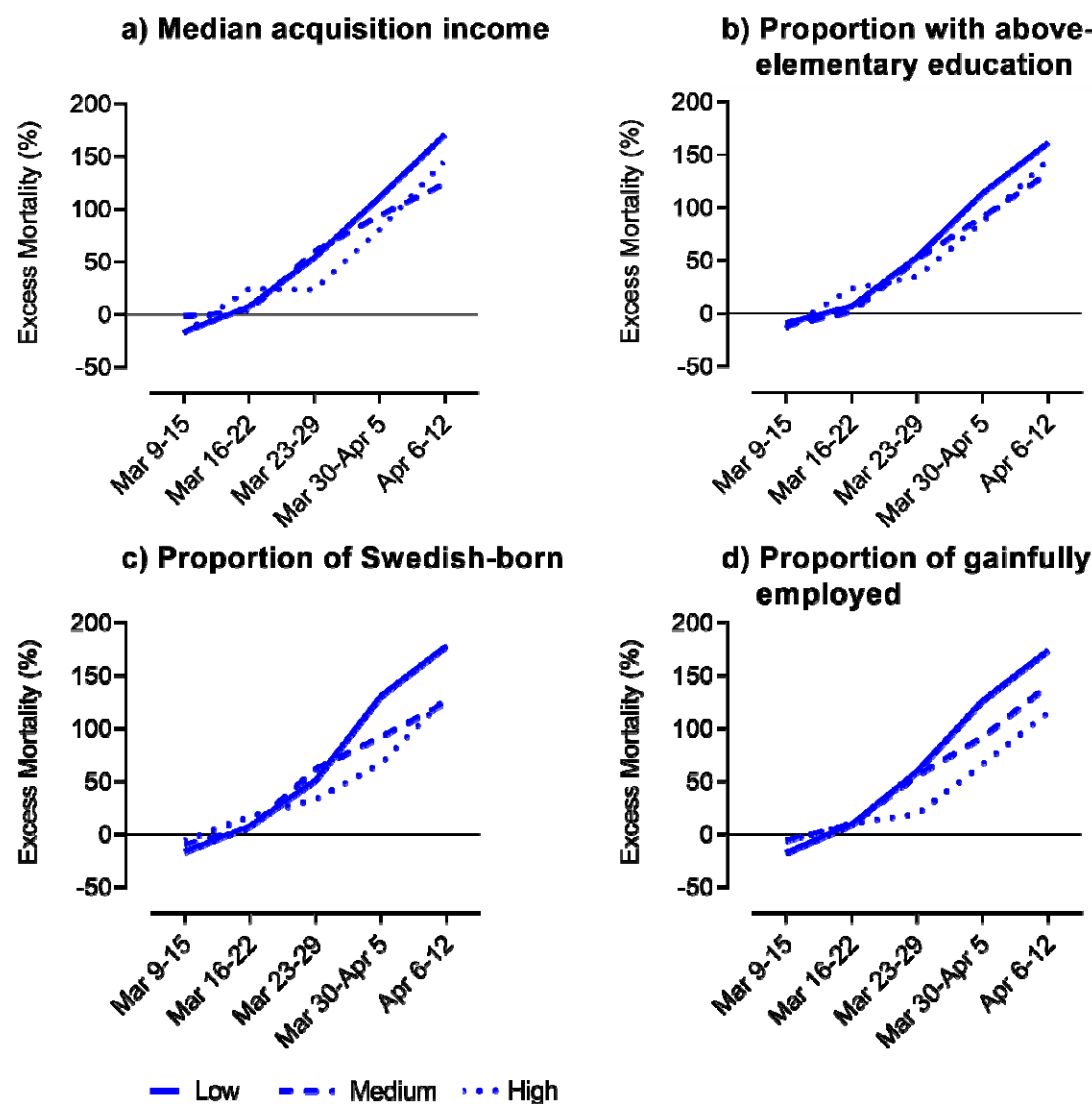 a) Median acquisition income
Excess Mortality (%)
200
150
100
50
0
-50
Mar 9-15
Mar 16-22
Mar 23-29
Mar 30-Apr 5
Apr 6-12
b) Proportion with above-
elementary education
Excess Mortality (%)
200
150
100
50
0
-50
Mar 9-15
Mar 16-22
Mar 23-29
Mar 30-Apr 5
Apr 6-12
c) Proportion of Swedish-born
Excess Mortality (%)
200
150
100
50
0
-50
Mar 9-15
Mar 16-22
Mar 23-29
Mar 30-Apr 5
Apr 6-12
d) Proportion of gainfully
employed
Excess Mortality (%)
200
150
100
50
0
-50
Mar 9-15
Mar 16-22
Mar 23-29
Mar 30-Apr 5
Apr 6-12
Low Medium High